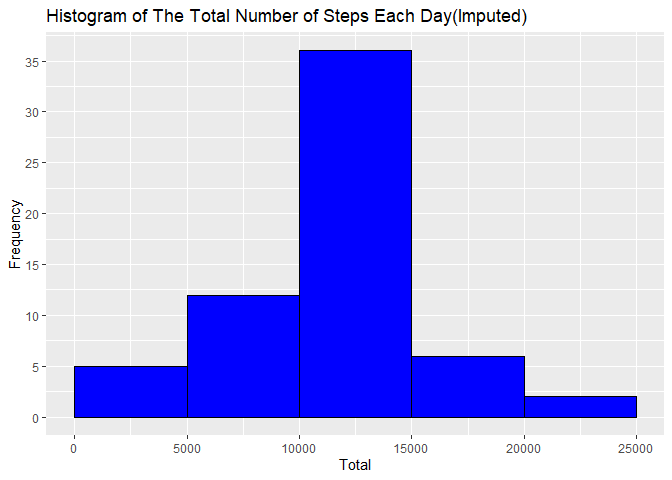 Histogram of The Total Number of Steps Each Day(Imputed)
35
30
25
20
15
10
5
0
Frequency
0 5000 10000 15000 20000 25000
Total